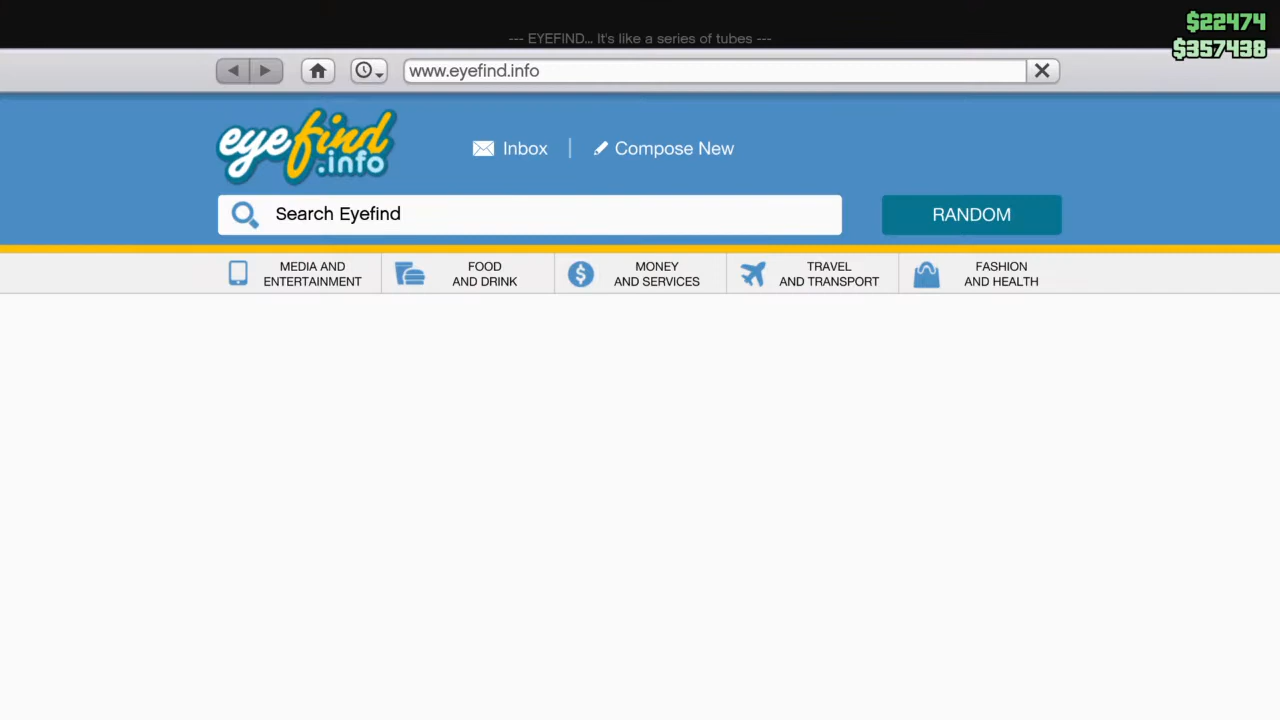 $22474
--- EYEFIND... It's like a series of tubes ---
$357438
www.eyefind.info
eyefind
.info
Inbox | Compose New
Search Eyefind
RANDOM
MEDIA AND
ENTERTAINMENT
FOOD
AND DRINK
MONEY
AND SERVICES
TRAVEL
AND TRANSPORT
FASHION
AND HEALTH